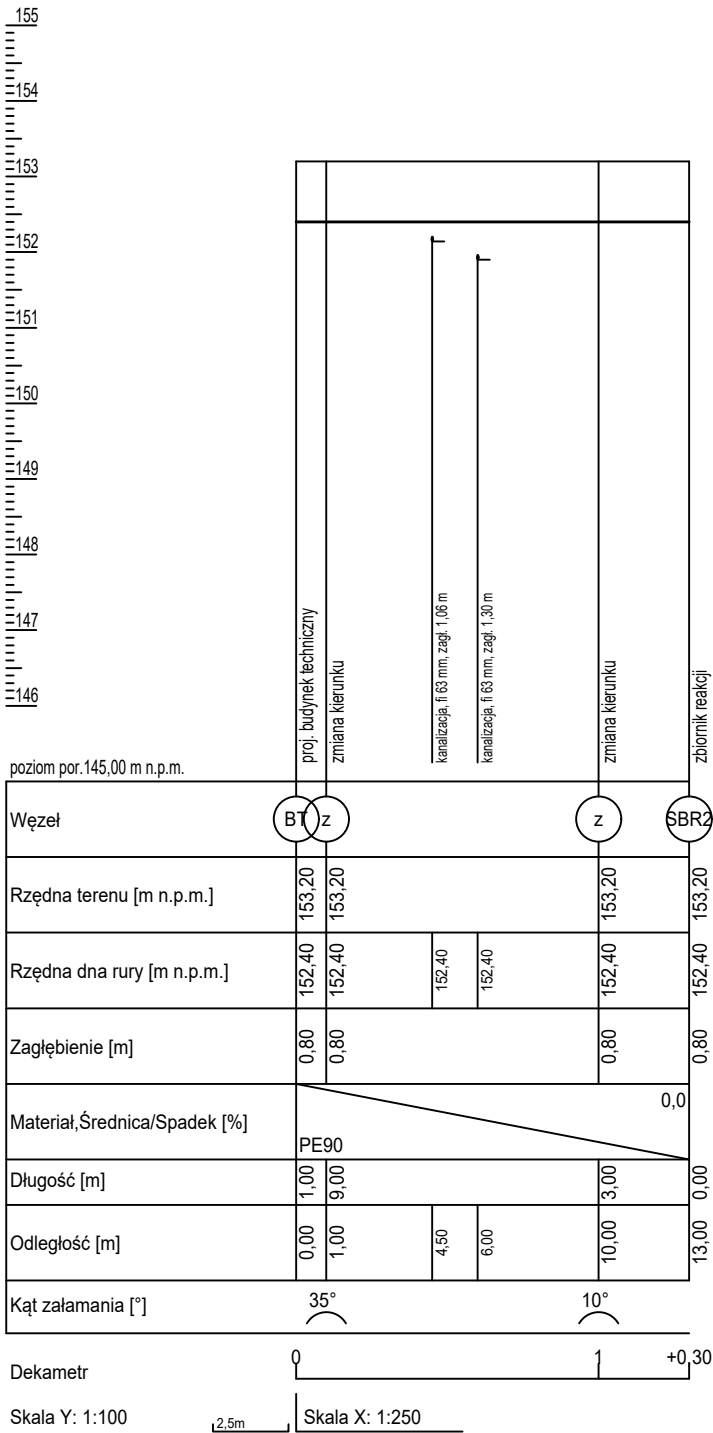 155
154
153
152
151
150
149
148
147
146
proj. budynek techniczny
zmiana kierunku
kanalizacja, fi 63 mm, zagł. 1,06 m
kanalizacja, fi 63 mm, zagł. 1,30 m
zmiana kierunku
zbiornik reakcji
poziom por.145,00 m n.p.m.
Węzeł BT z z SBR2
Rzędna terenu [m n.p.m.] 153,20 153,20 153,20 153,20
Rzędna dna rury [m n.p.m.] 152,40 152,40 152,40 152,40 152,40 152,40
Zagłębienie [m] 0,80 0,80 0,80 0,80
Materiał,Średnica/Spadek [%] PE90 0,0
Długość [m] 1,00 9,00 3,00 0,00
Odległość [m] 0,00 1,00 4,50 6,00 10,00 13,00
Kąt załamania [°] 35° 10°
Dekametr 0 1 +0,30
Skala Y: 1:100 2,5m Skala X: 1:250